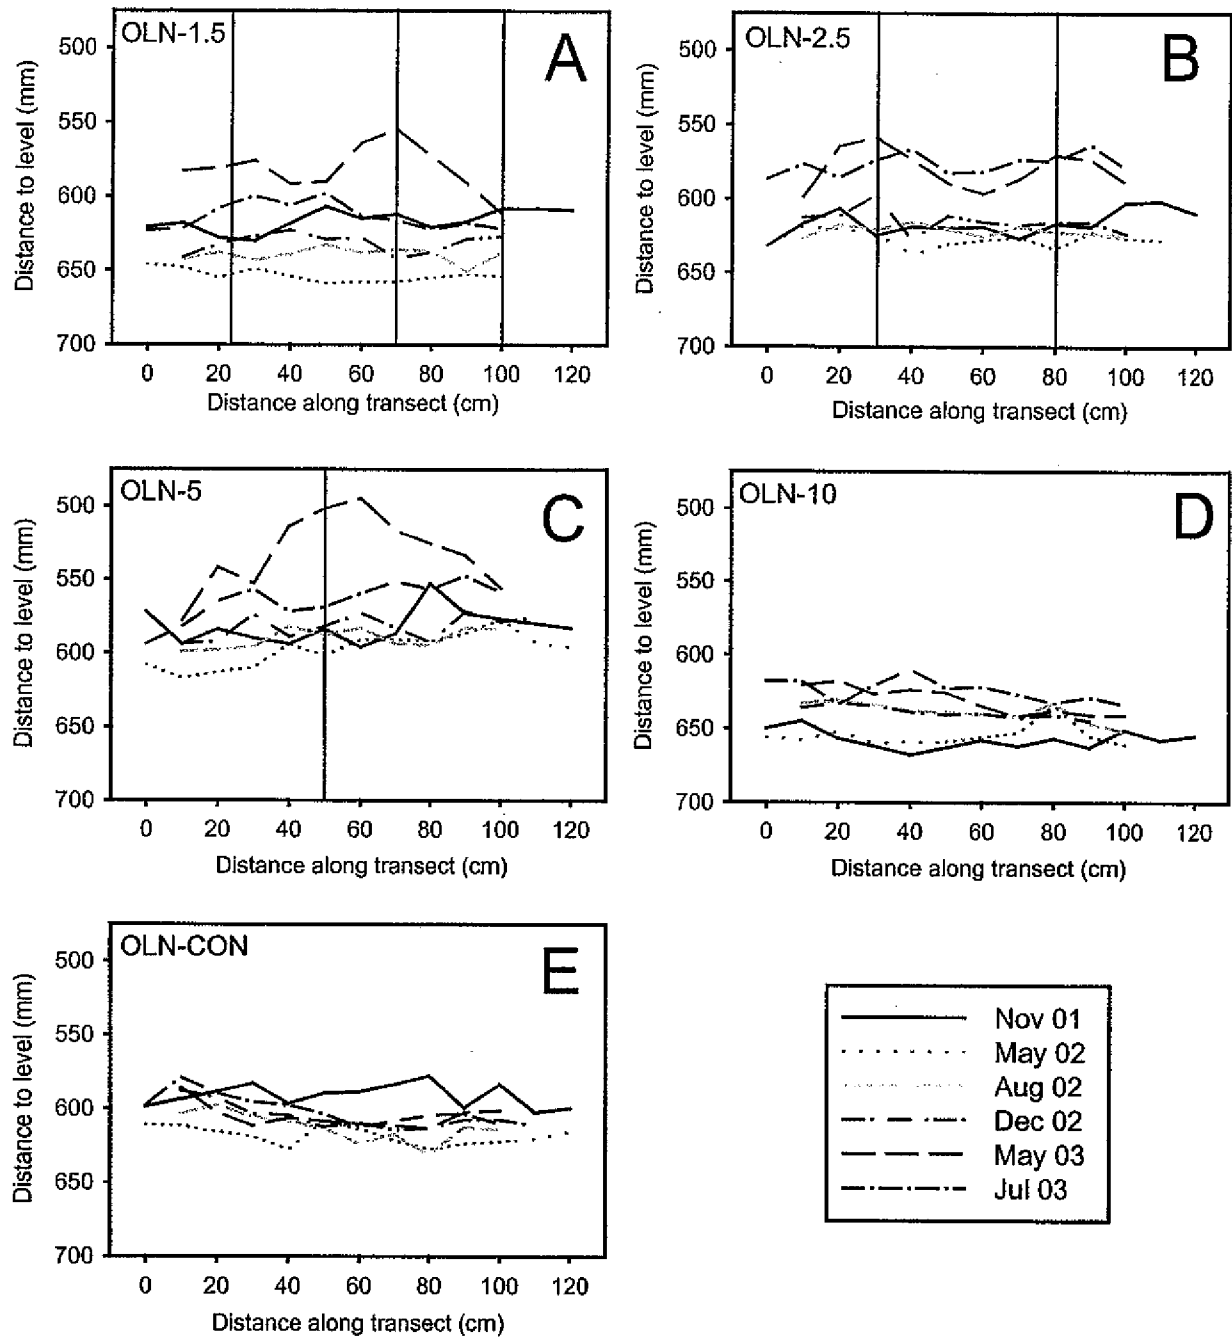 OLN-1.5
A
Distance to level (mm)
500
550
600
650
700
0 20 40 60 80 100 120
Distance along transect (cm)
OLN-2.5
B
Distance to level (mm)
500
550
600
650
700
0 20 40 60 80 100 120
Distance along transect (cm)
OLN-5
C
Distance to level (mm)
500
550
600
650
700
0 20 40 60 80 100 120
Distance along transect (cm)
OLN-10
D
Distance to level (mm)
500
550
600
650
700
0 20 40 60 80 100 120
Distance along transect (cm)
OLN-CON
E
Distance to level (mm)
500
550
600
650
700
0 20 40 60 80 100 120
Distance along transect (cm)
Nov 01
May 02
Aug 02
Dec 02
May 03
Jul 03